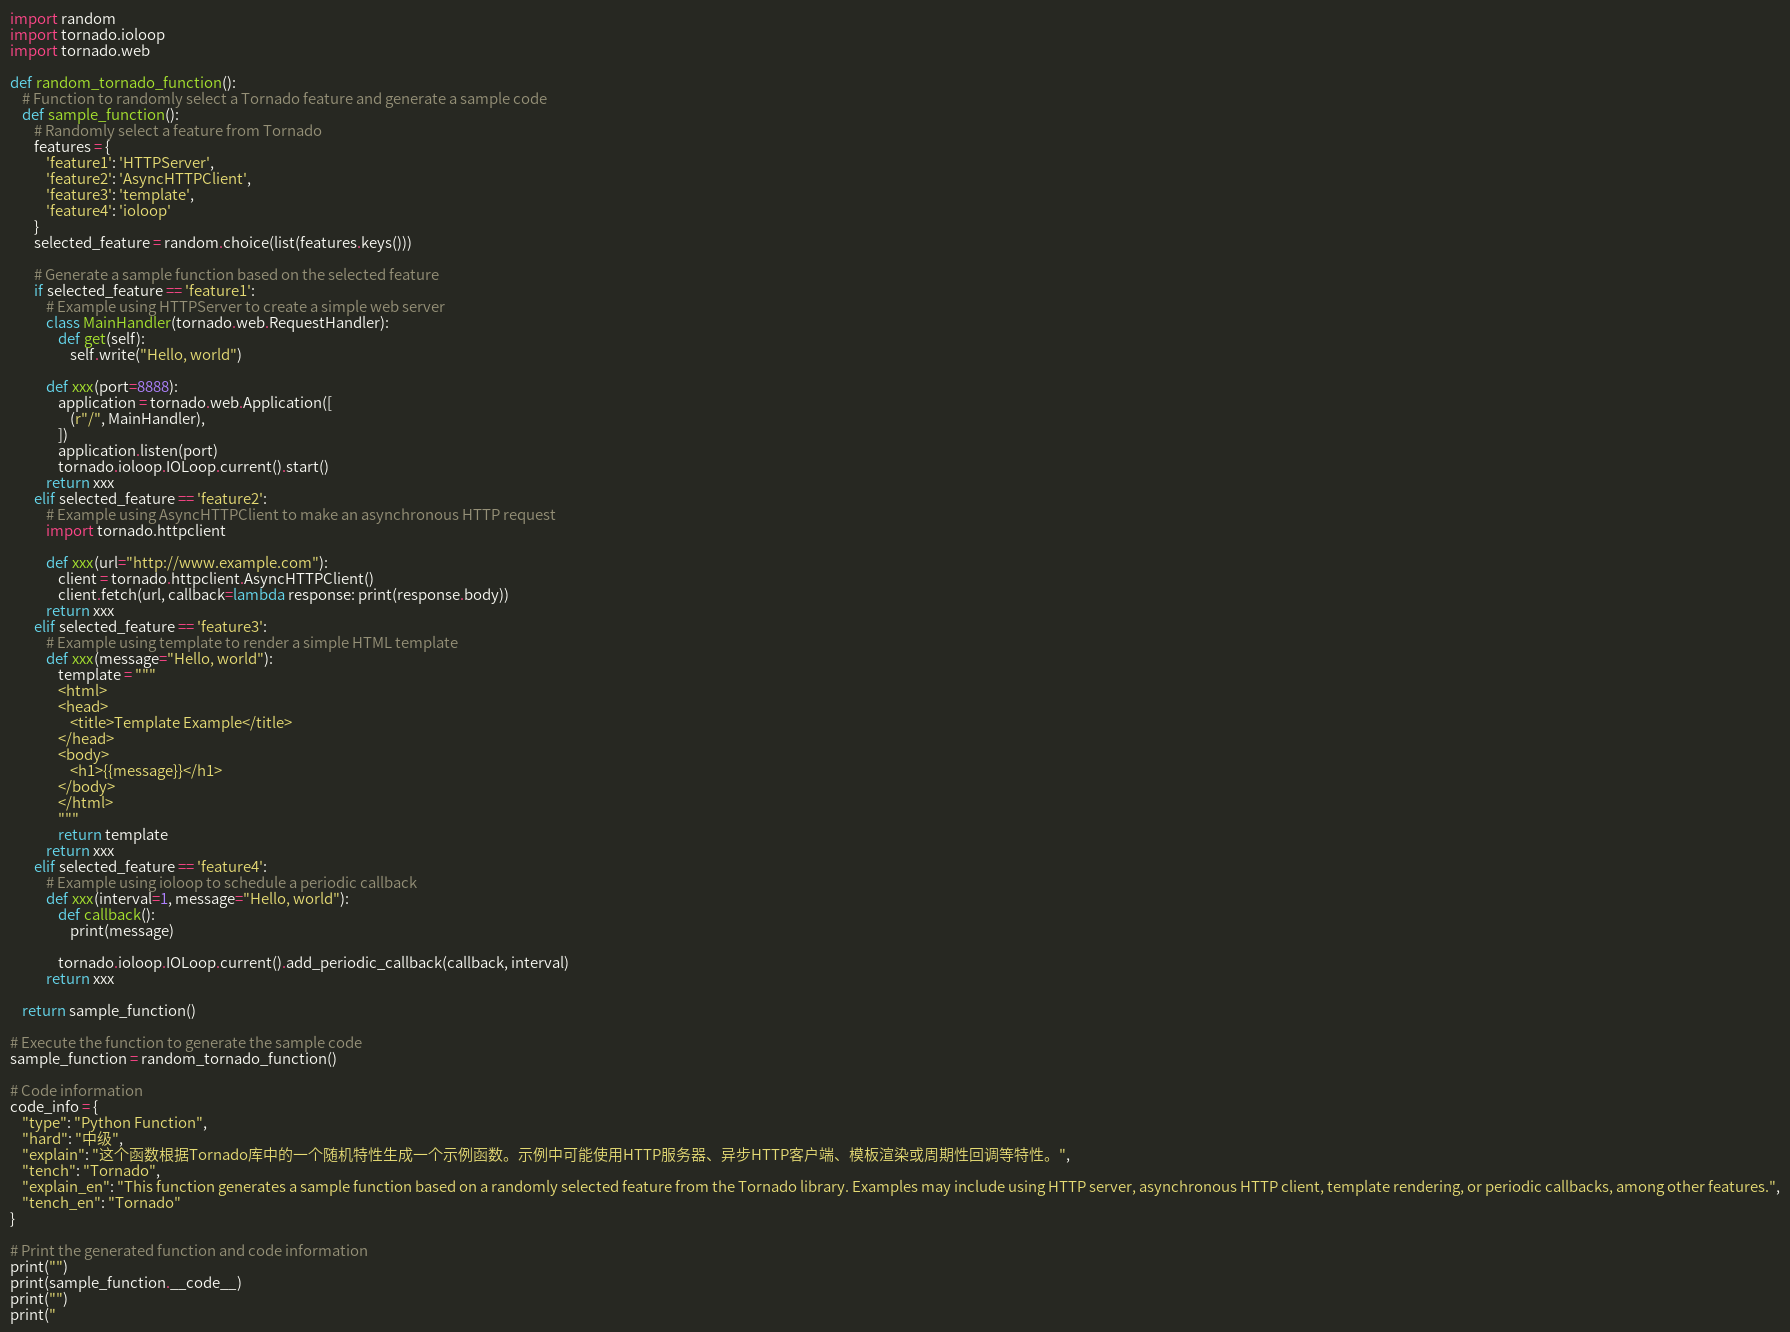 import random
import tornado.ioloop
import tornado.web

def random_tornado_function():
    # Function to randomly select a Tornado feature and generate a sample code
    def sample_function():
        # Randomly select a feature from Tornado
        features = {
            'feature1': 'HTTPServer',
            'feature2': 'AsyncHTTPClient',
            'feature3': 'template',
            'feature4': 'ioloop'
        }
        selected_feature = random.choice(list(features.keys()))

        # Generate a sample function based on the selected feature
        if selected_feature == 'feature1':
            # Example using HTTPServer to create a simple web server
            class MainHandler(tornado.web.RequestHandler):
                def get(self):
                    self.write("Hello, world")

            def xxx(port=8888):
                application = tornado.web.Application([
                    (r"/", MainHandler),
                ])
                application.listen(port)
                tornado.ioloop.IOLoop.current().start()
            return xxx
        elif selected_feature == 'feature2':
            # Example using AsyncHTTPClient to make an asynchronous HTTP request
            import tornado.httpclient

            def xxx(url="http://www.example.com"):
                client = tornado.httpclient.AsyncHTTPClient()
                client.fetch(url, callback=lambda response: print(response.body))
            return xxx
        elif selected_feature == 'feature3':
            # Example using template to render a simple HTML template
            def xxx(message="Hello, world"):
                template = """
                <html>
                <head>
                    <title>Template Example</title>
                </head>
                <body>
                    <h1>{{message}}</h1>
                </body>
                </html>
                """
                return template
            return xxx
        elif selected_feature == 'feature4':
            # Example using ioloop to schedule a periodic callback
            def xxx(interval=1, message="Hello, world"):
                def callback():
                    print(message)

                tornado.ioloop.IOLoop.current().add_periodic_callback(callback, interval)
            return xxx

    return sample_function()

# Execute the function to generate the sample code
sample_function = random_tornado_function()

# Code information
code_info = {
    "type": "Python Function",
    "hard": "中级",
    "explain": "这个函数根据Tornado库中的一个随机特性生成一个示例函数。示例中可能使用HTTP服务器、异步HTTP客户端、模板渲染或周期性回调等特性。",
    "tench": "Tornado",
    "explain_en": "This function generates a sample function based on a randomly selected feature from the Tornado library. Examples may include using HTTP server, asynchronous HTTP client, template rendering, or periodic callbacks, among other features.",
    "tench_en": "Tornado"
}

# Print the generated function and code information
print("")
print(sample_function.__code__)
print("")
print("